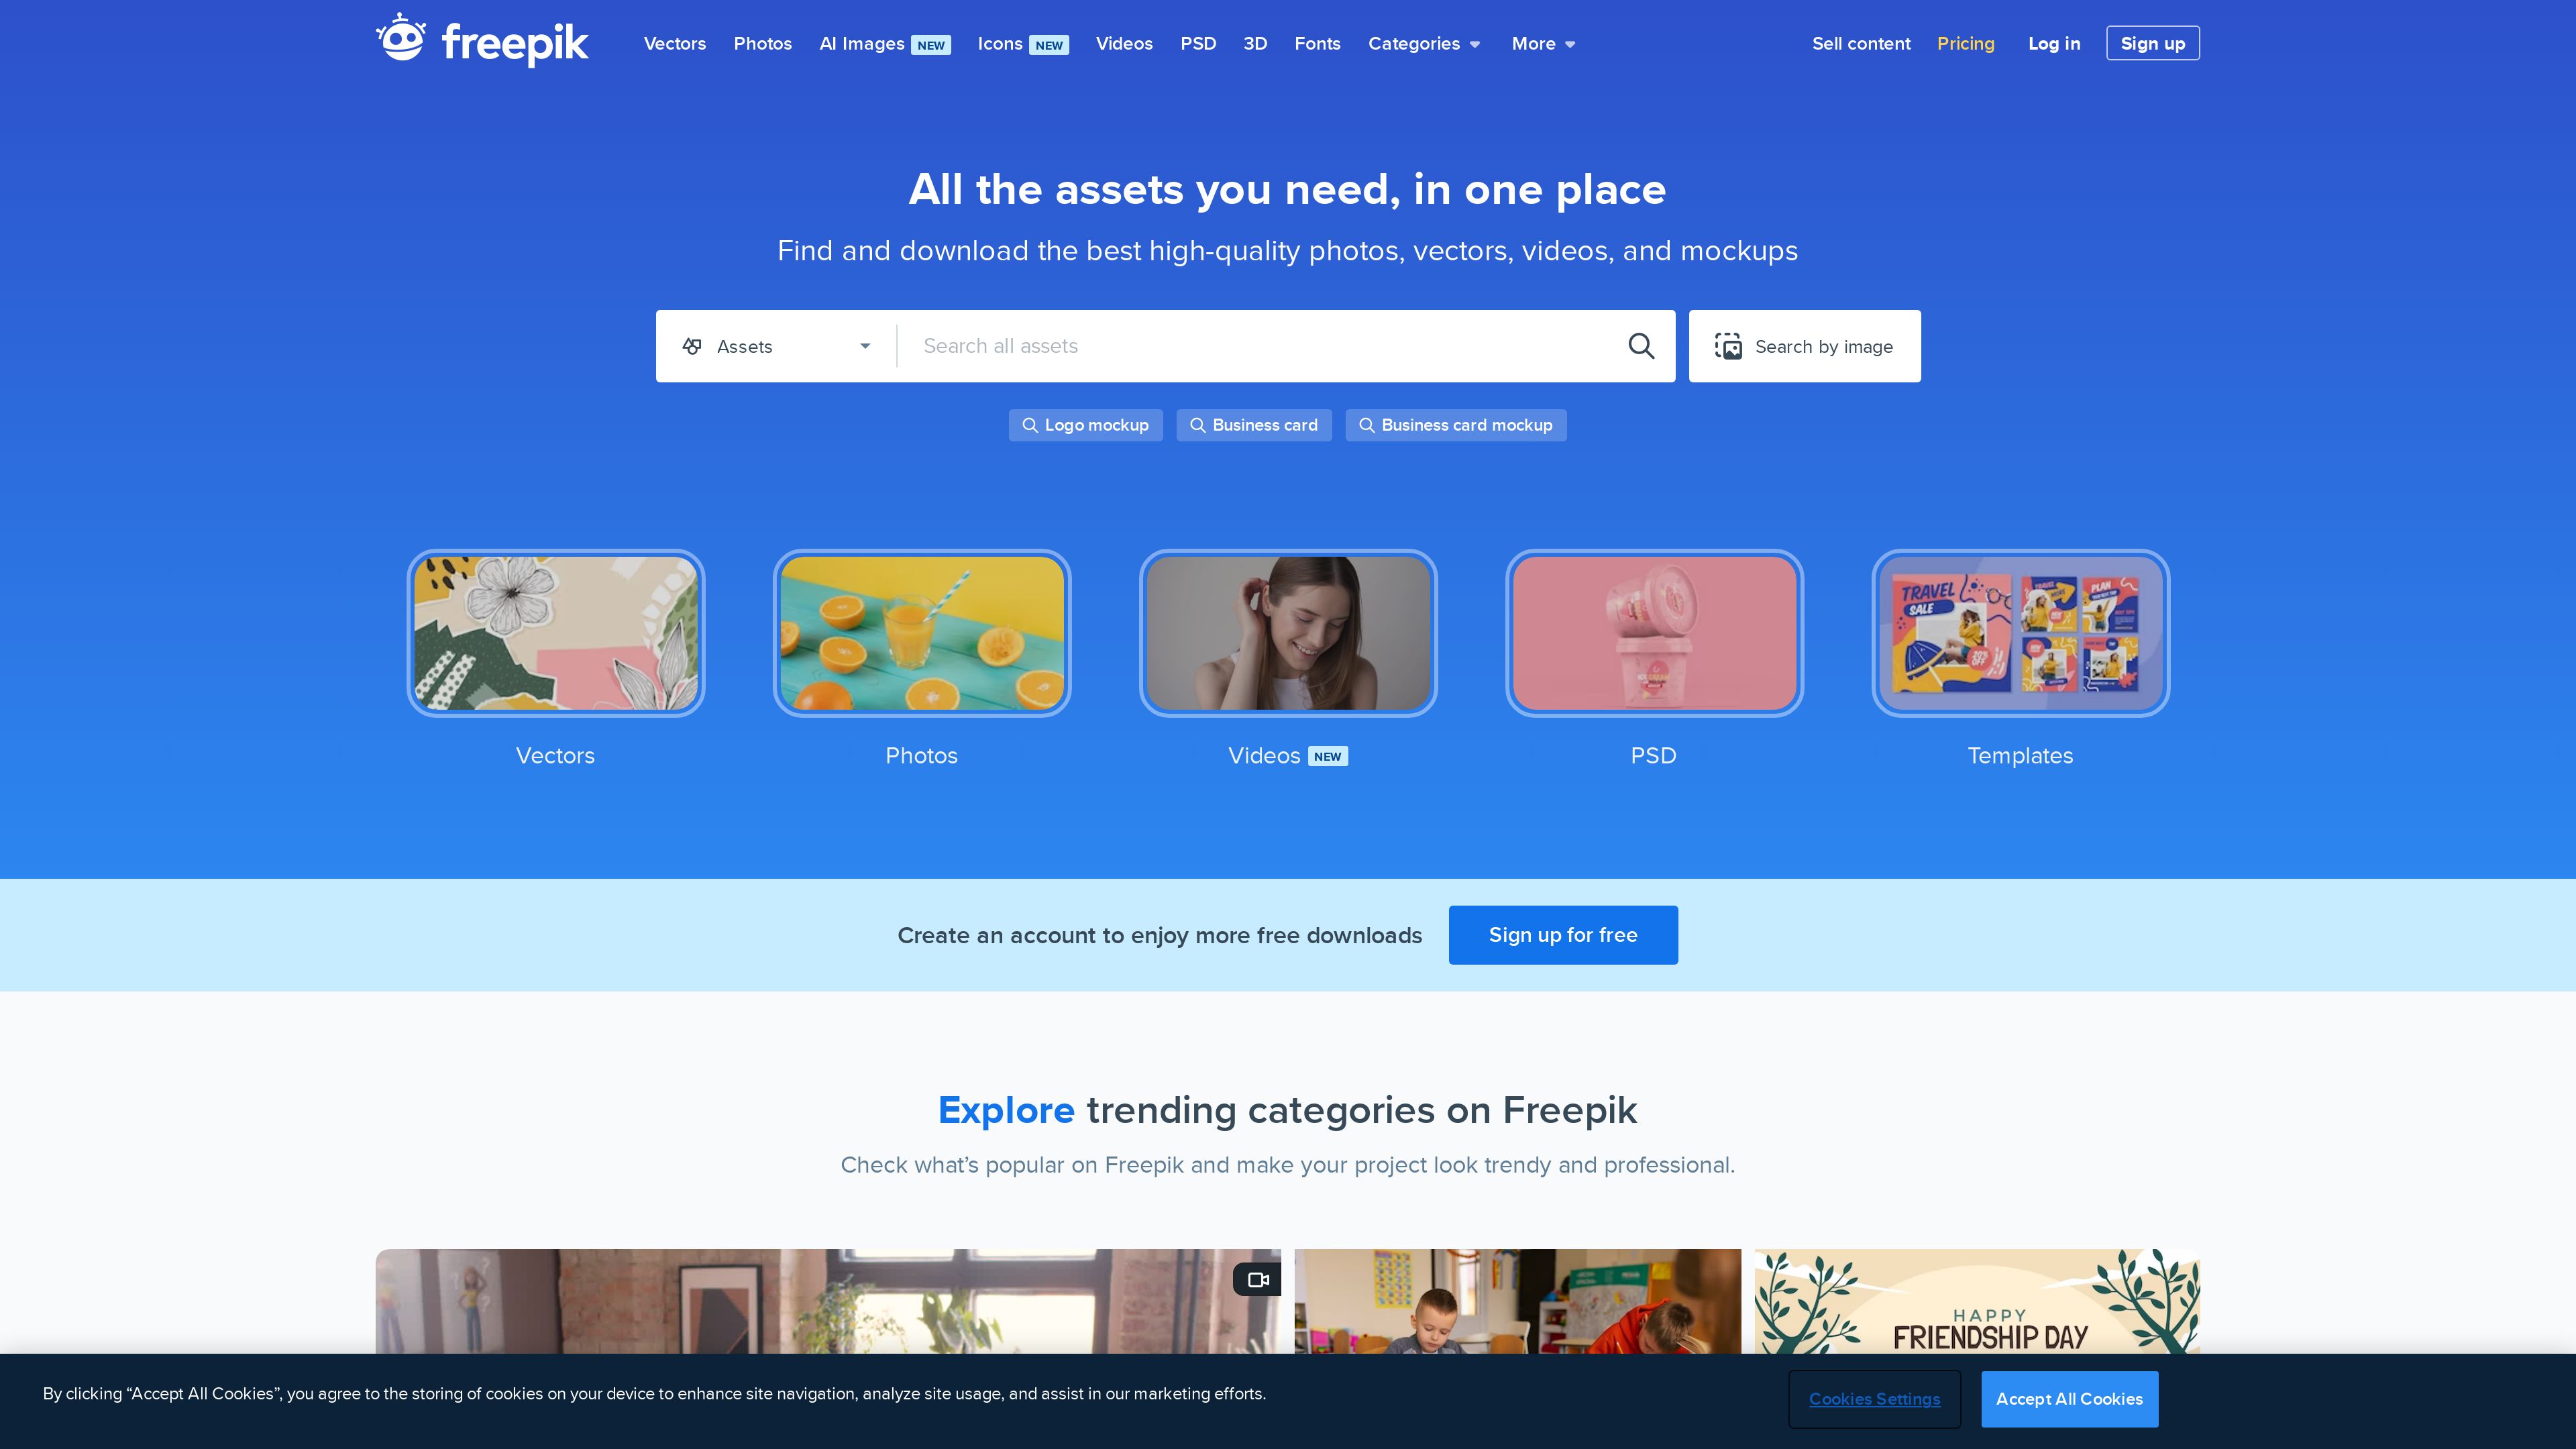 freepik
Vectors Photos AI Images NEW Icons NEW Videos PSD 3D Fonts Categories More Sell content Pricing Log in Sign up
All the assets you need, in one place
Find and download the best high-quality photos, vectors, videos, and mockups
Assets Search all assets Search by image
Logo mockup Business card Business card mockup
TRAVEL
SALE
Vectors Photos Videos NEW PSD Templates
Create an account to enjoy more free downloads Sign up for free
Explore trending categories on Freepik
Check what’s popular on Freepik and make your project look trendy and professional.
HAPPY
FRIENDSHIP DAY
By clicking “Accept All Cookies”, you agree to the storing of cookies on your device to enhance site navigation, analyze site usage, and assist in our marketing efforts. Cookies Settings Accept All Cookies